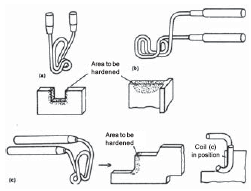 (a)
(b)
Area to be
hardened
Area to be
hardened
Coil (c)
in position
(c)